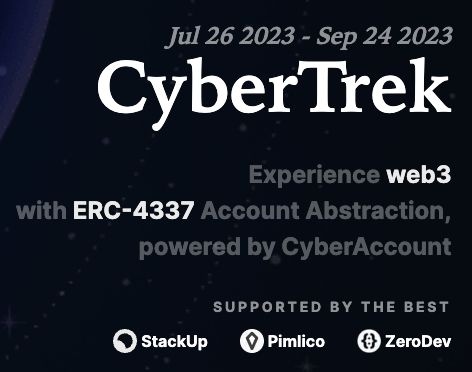 Jul 26 2023 - Sep 24 2023
CyberTrek
Experience web3
with ERC-4337 Account Abstraction,
powered by CyberAccount
SUPPORTED BY THE BEST
StackUp Pimlico ZeroDev